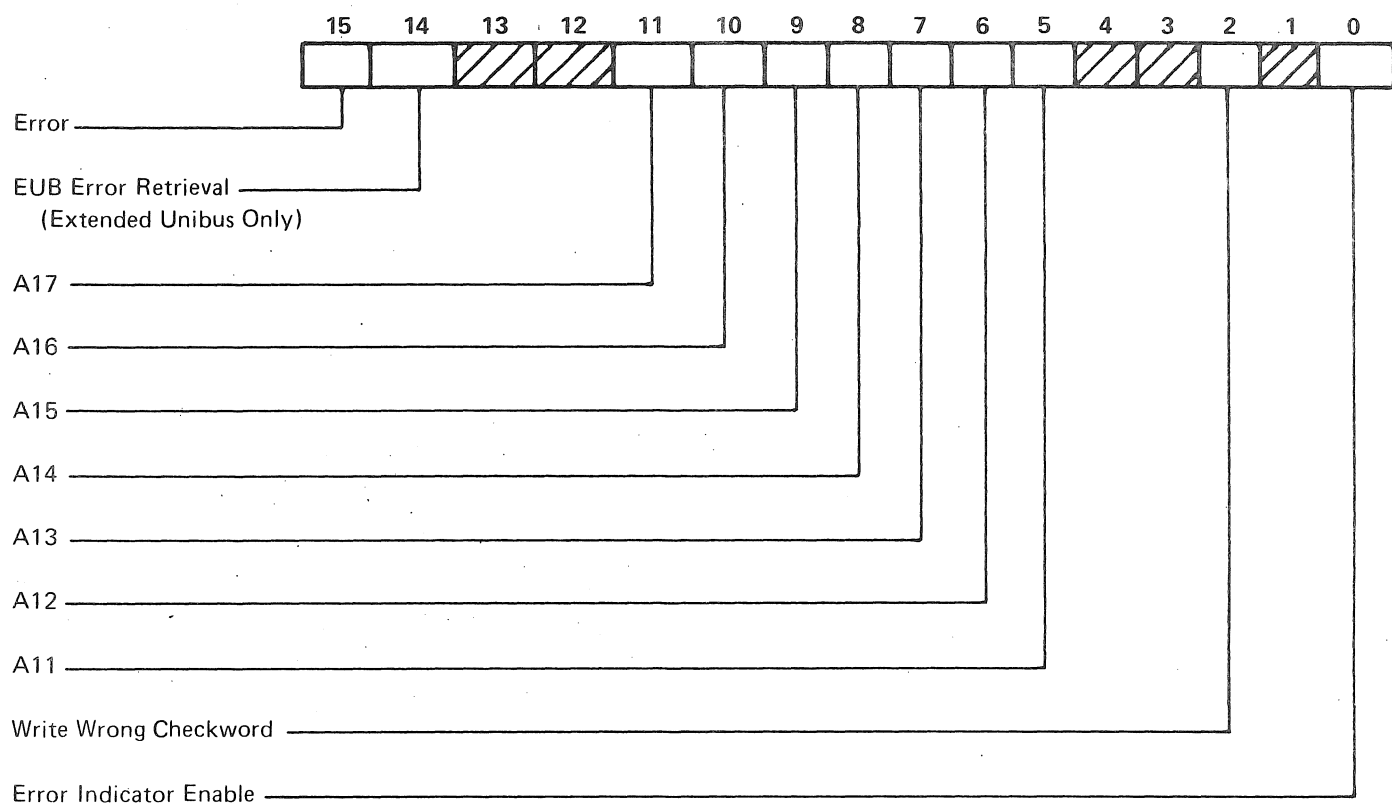 15 14 13 12 11 10 9 8 7 6 5 4 3 2 1 0
Error
EUB Error Retrieval
(Extended Unibus Only)
A17
A16
A15
A14
A13
A12
A11
Write Wrong Checkword
Error Indicator Enable